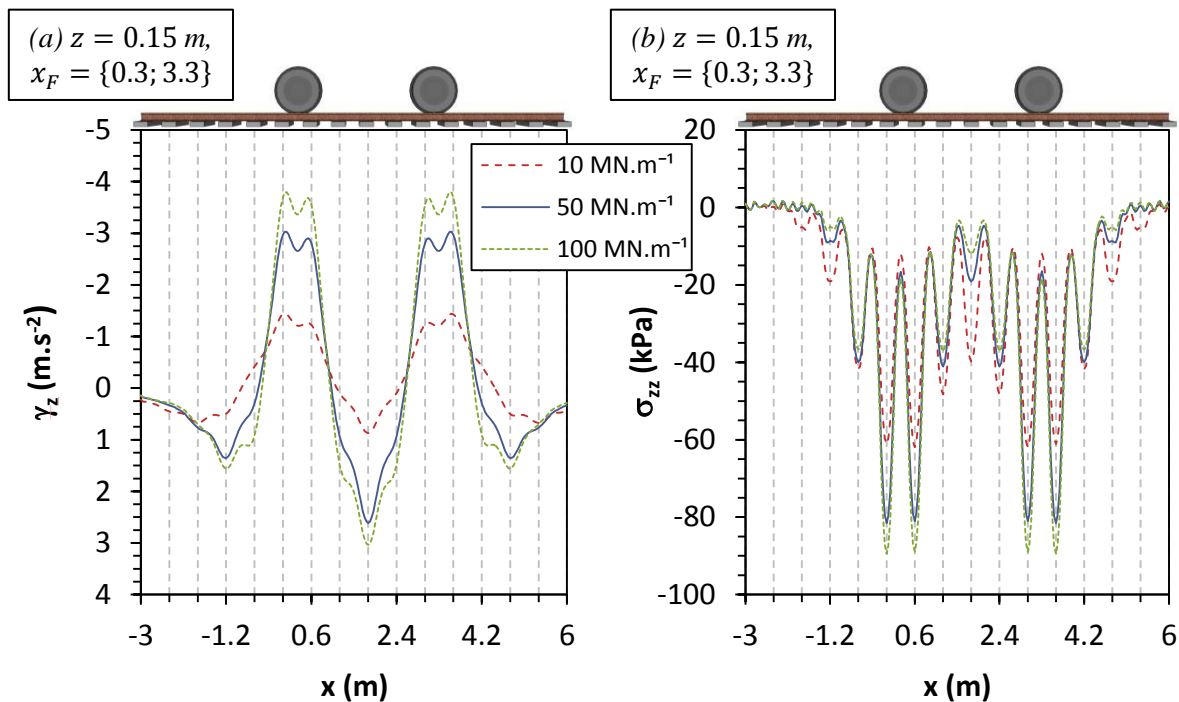 (a) z = 0.15 m,
x_F = {0.3; 3.3}
(b) z = 0.15 m,
x_F = {0.3; 3.3}
-5
-4
-3
-2
-1
0
1
2
3
4
γz (m.s⁻²)
-3
-1.2
0.6
2.4
4.2
6
x (m)
10 MN.m⁻¹
50 MN.m⁻¹
100 MN.m⁻¹
20
0
-20
-40
-60
-80
-100
σzz (kPa)
-3
-1.2
0.6
2.4
4.2
6
x (m)